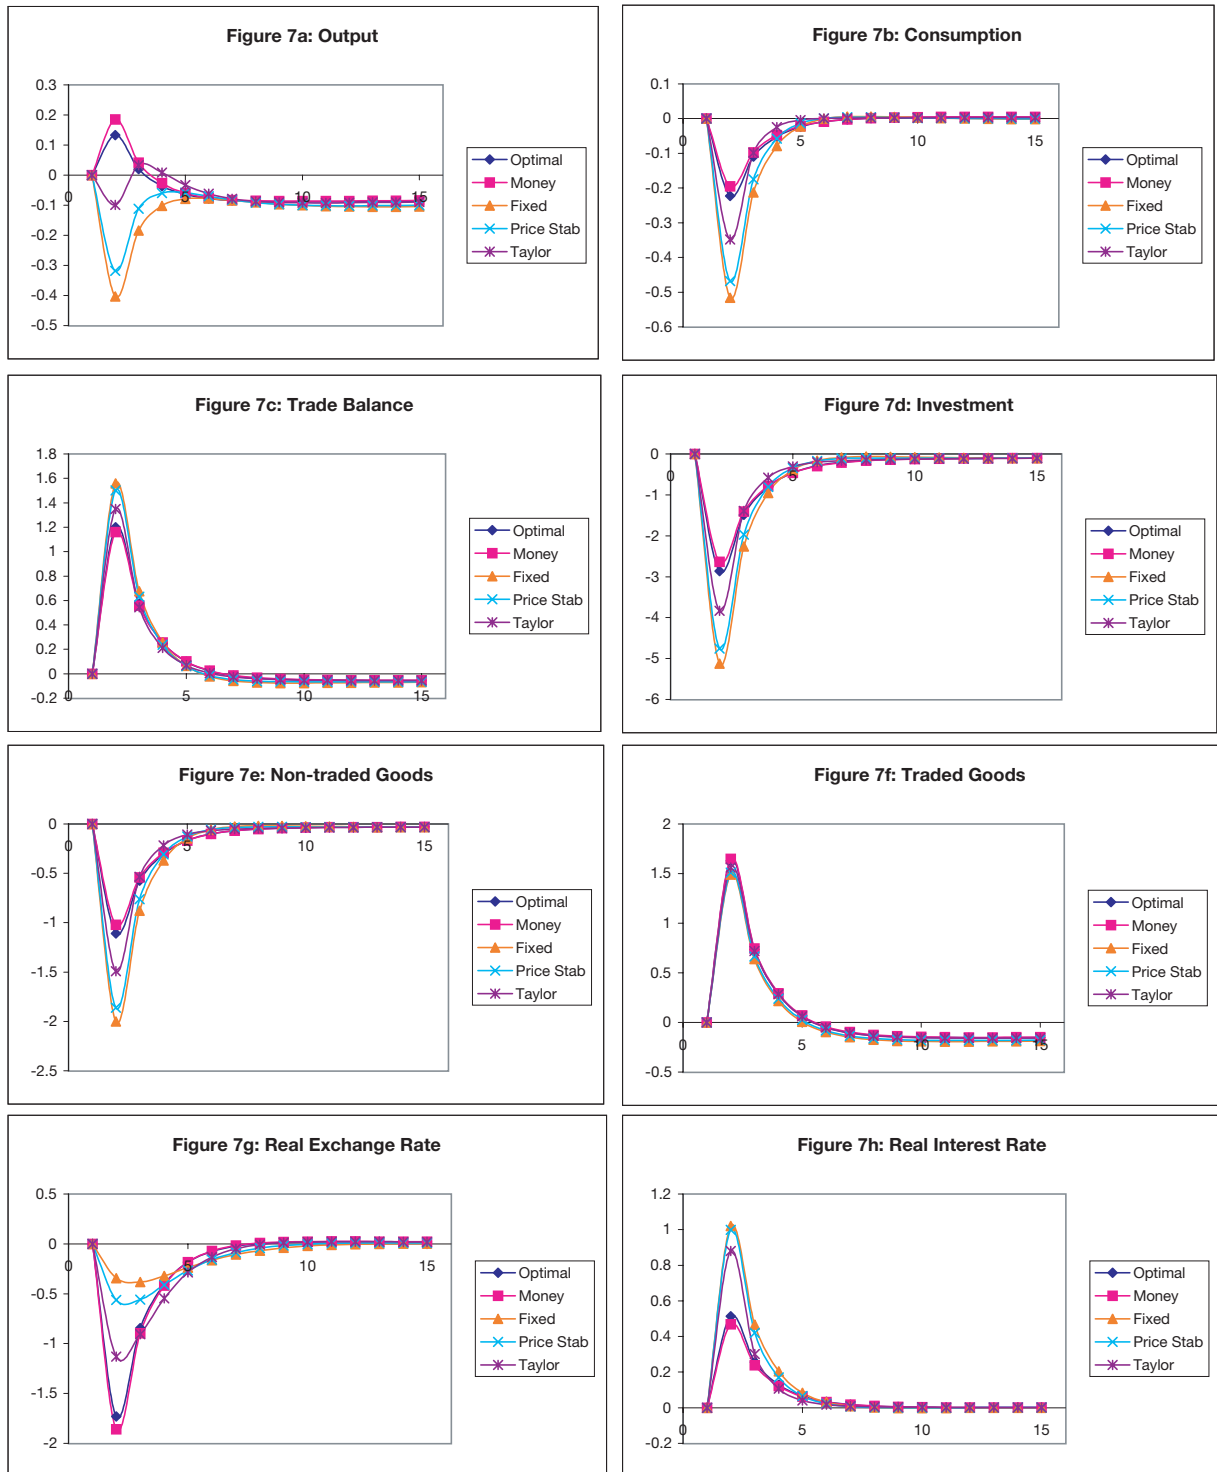 Figure 7a: Output
0.3
0.2
0.1
0
-0.1
-0.2
-0.3
-0.4
-0.5
0
5
10
15
Optimal
Money
Fixed
Price Stab
Taylor
Figure 7b: Consumption
0.1
0
-0.1
-0.2
-0.3
-0.4
-0.5
-0.6
0
5
10
15
Optimal
Money
Fixed
Price Stab
Taylor
Figure 7c: Trade Balance
1.8
1.6
1.4
1.2
1
0.8
0.6
0.4
0.2
0
-0.2
0
5
10
15
Optimal
Money
Fixed
Price Stab
Taylor
Figure 7d: Investment
0
-1
-2
-3
-4
-5
-6
0
5
10
15
Optimal
Money
Fixed
Price Stab
Taylor
Figure 7e: Non-traded Goods
0
-0.5
-1
-1.5
-2
-2.5
0
5
10
15
Optimal
Money
Fixed
Price Stab
Taylor
Figure 7f: Traded Goods
2
1.5
1
0.5
0
-0.5
0
5
10
15
Optimal
Money
Fixed
Price Stab
Taylor
Figure 7g: Real Exchange Rate
0.5
0
-0.5
-1
-1.5
-2
0
5
10
15
Optimal
Money
Fixed
Price Stab
Taylor
Figure 7h: Real Interest Rate
1.2
1
0.8
0.6
0.4
0.2
0
-0.2
0
5
10
15
Optimal
Money
Fixed
Price Stab
Taylor